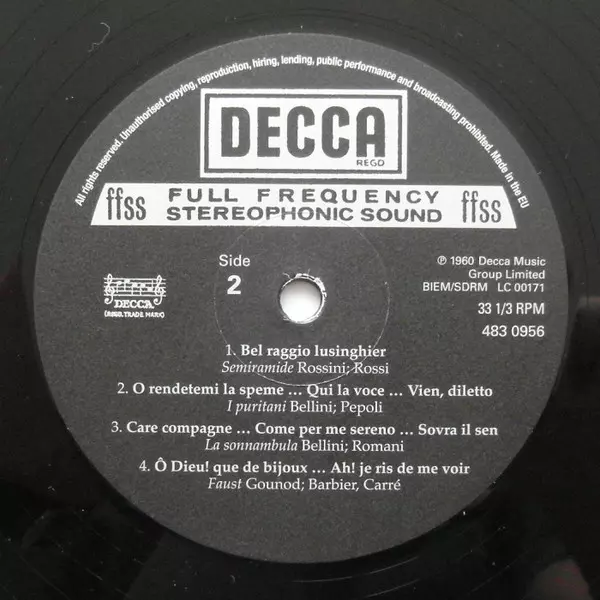 All rights reserved. Unauthorised copying, reproduction, hiring, lending, public performance and broadcasting prohibited. Made in the EU
DECCA
REGD
ffss FULL FREQUENCY STEREOPHONIC SOUND ffss
Side
2
DECCA
(REGD. TRADE MARK)
℗ 1960 Decca Music
Group Limited
BIEM/SDRM LC 00171
33 1/3 RPM
483 0956
1. Bel raggio lusinghier
Semiramide Rossini; Rossi
2. O rendetemi la speme ... Qui la voce ... Vien, diletto
I puritani Bellini; Pepoli
3. Care compagne ... Come per me sereno ... Sovra il sen
La sonnambula Bellini; Romani
4. Ô Dieu! que de bijoux ... Ah! je ris de me voir
Faust Gounod; Barbier, Carré